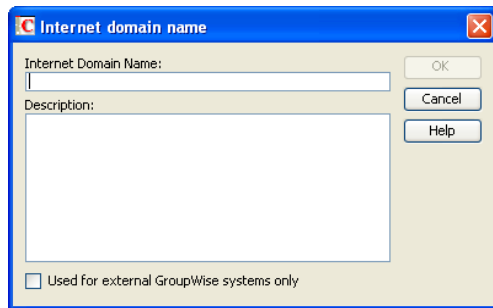 Internet domain name
Internet Domain Name:
OK
Cancel
Description:
Help
Used for external GroupWise systems only